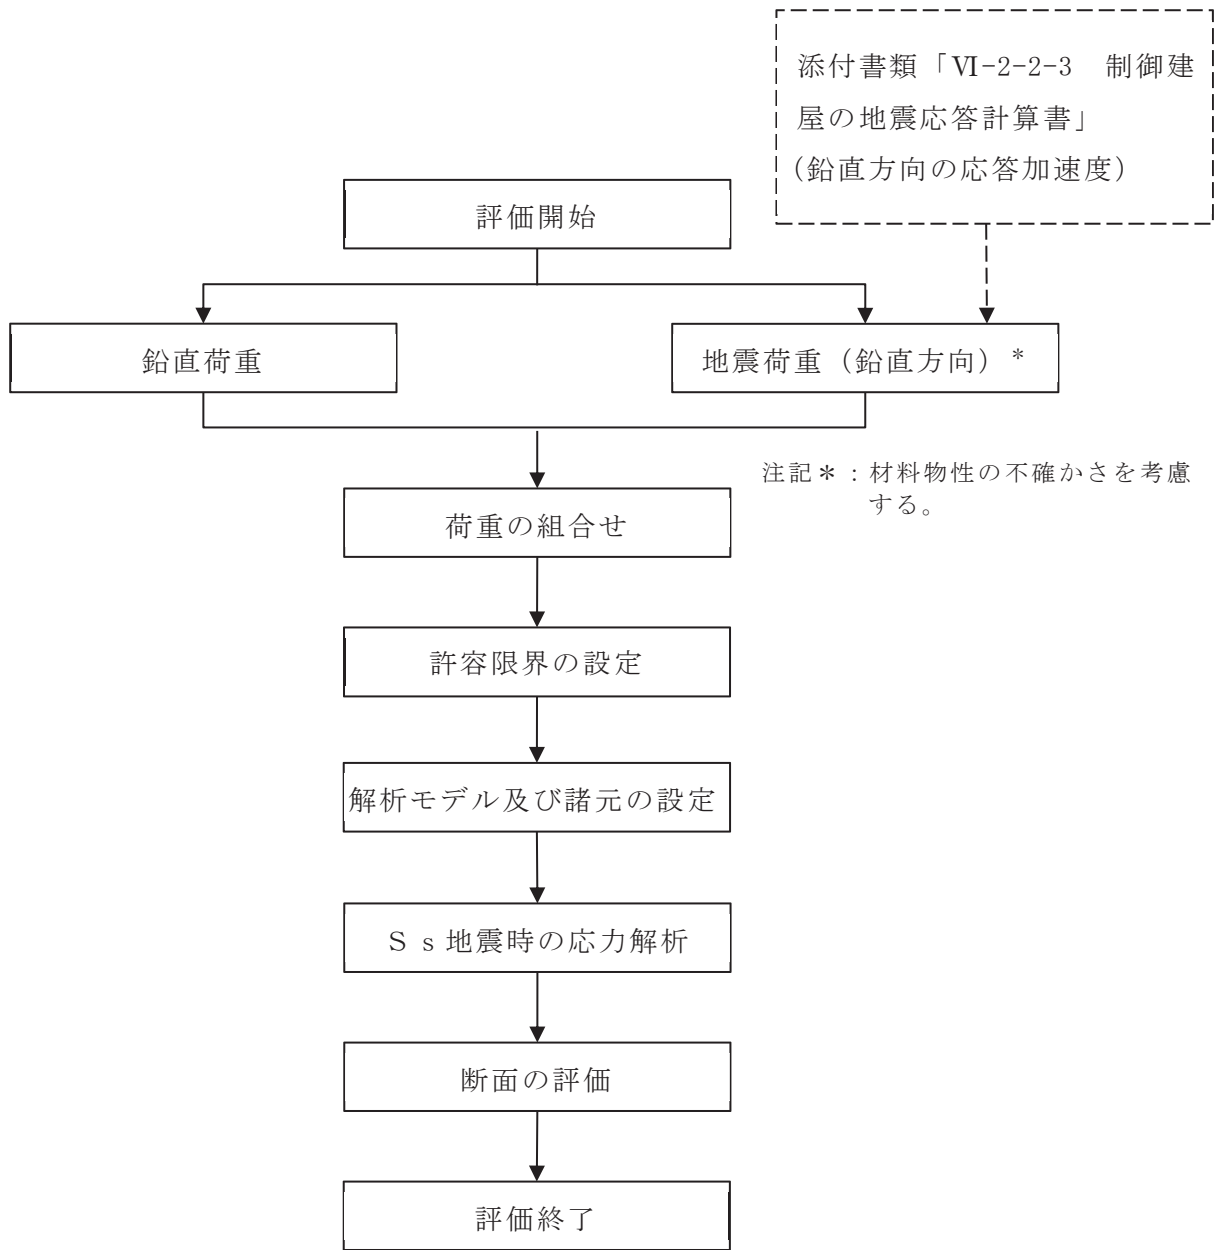 添付書類「Ⅵ-2-2-3　制御建
屋の地震応答計算書」
（鉛直方向の応答加速度）
評価開始
鉛直荷重
地震荷重（鉛直方向）*
注記＊：材料物性の不確かさを考慮
する。
荷重の組合せ
許容限界の設定
解析モデル及び諸元の設定
Ｓｓ地震時の応力解析
断面の評価
評価終了